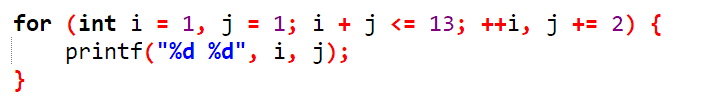 for (int i = 1, j = 1; i + j <= 13; ++i, j += 2) {
    printf("%d %d", i, j);
}